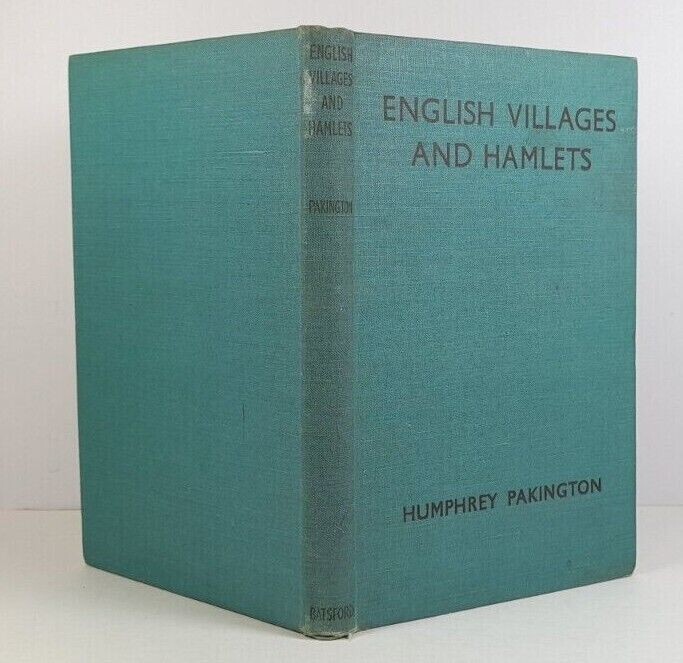 ENGLISH
VILLAGES
AND
HAMLETS
PAKINGTON
BATSFORD
ENGLISH VILLAGES
AND HAMLETS
HUMPHREY PAKINGTON